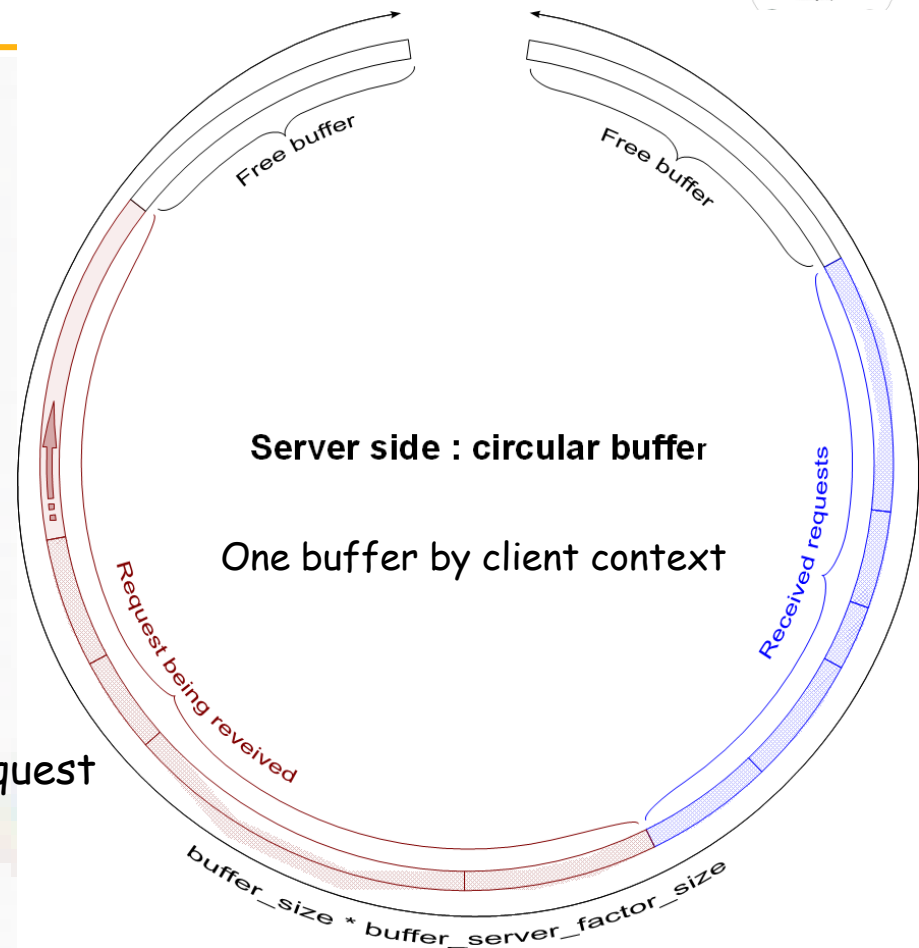 Free buffer
Free buffer
Server side : circular buffer
One buffer by client context
Received requests
Request being reveived
quest
buffer_size * buffer_server_factor_size